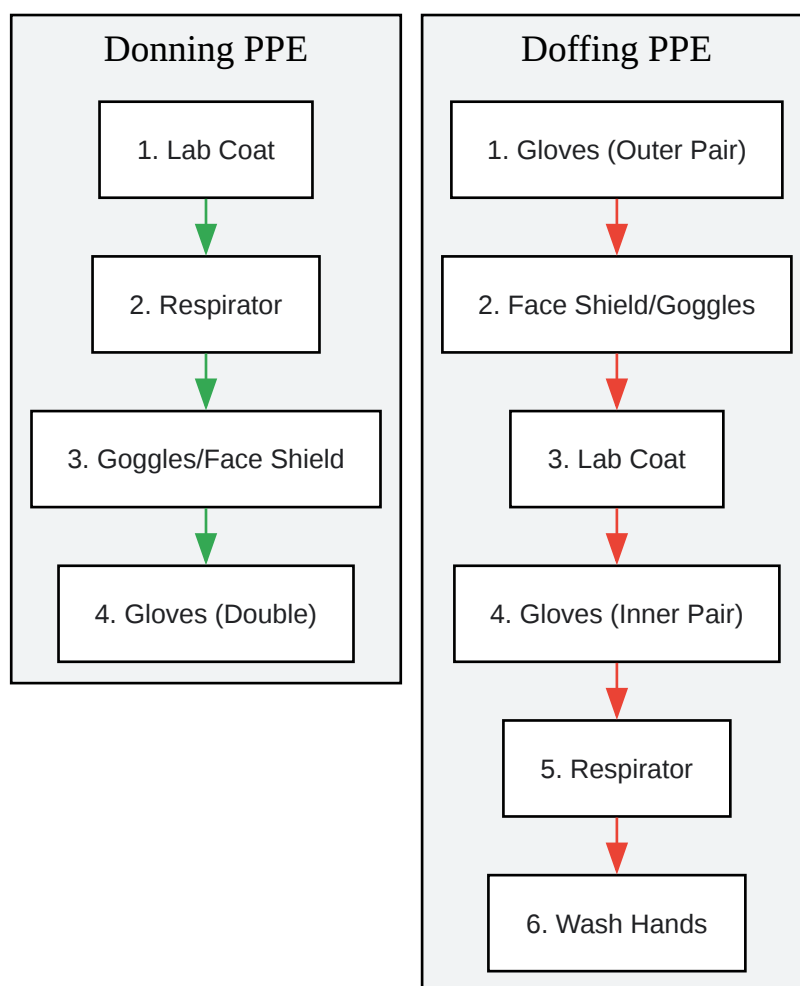 Donning PPE
1. Lab Coat
2. Respirator
3. Goggles/Face Shield
4. Gloves (Double)
Doffing PPE
1. Gloves (Outer Pair)
2. Face Shield/Goggles
3. Lab Coat
4. Gloves (Inner Pair)
5. Respirator
6. Wash Hands